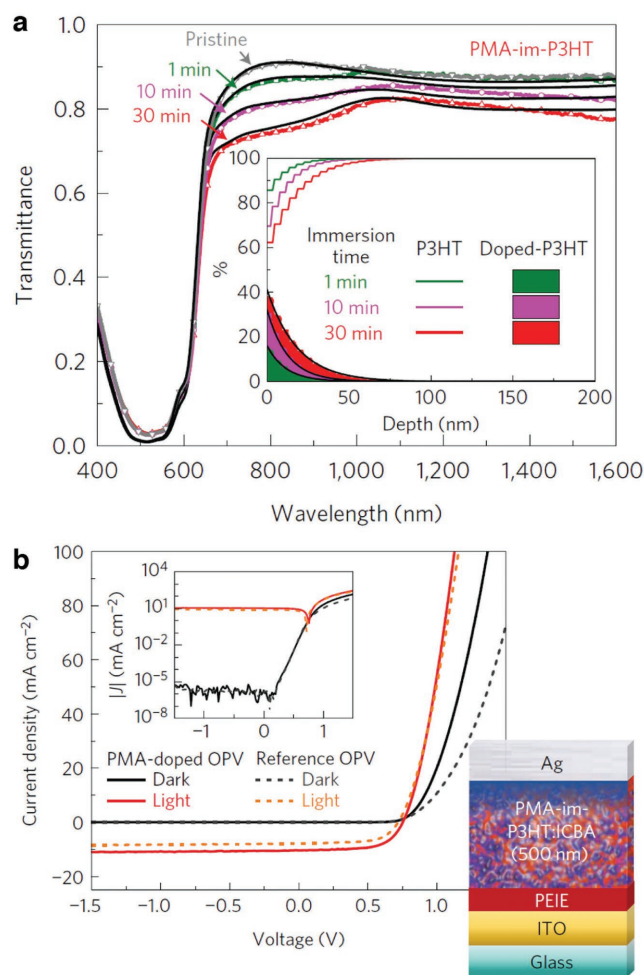 a
1.0
0.8
0.6
0.4
0.2
0.0
Transmittance
Pristine
1 min
10 min
30 min
PMA-im-P3HT
100
80
60
40
20
0
%
Immersion time P3HT Doped-P3HT
1 min
10 min
30 min
0 50 100 150 200
Depth (nm)
400 600 800 1,000 1,200 1,400 1,600
Wavelength (nm)
b
100
80
60
40
20
0
−20
Current density (mA cm−2)
10⁴
10¹
10⁻²
10⁻⁵
10⁻⁸
|J| (mA cm⁻²)
−1 0 1
PMA-doped OPV Reference OPV
Dark Dark
Light Light
−1.5 −1.0 −0.5 0.0 0.5 1.0
Voltage (V)
Ag
PMA-im-
P3HT:ICBA
(500 nm)
PEIE
ITO
Glass